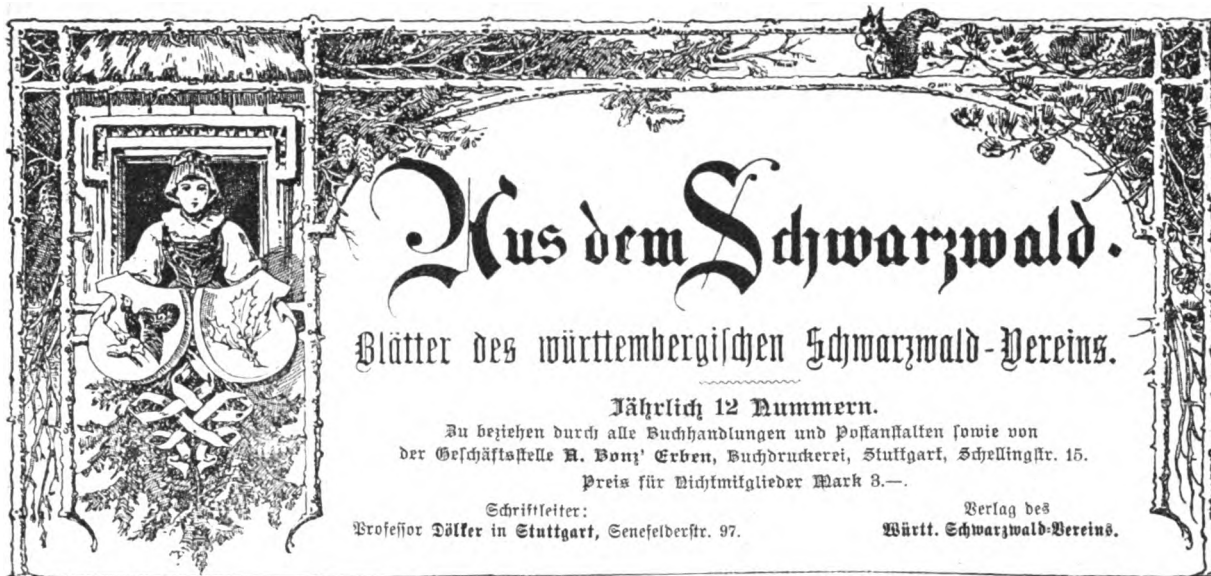 Aus dem Schwarzwald.
Blätter des württembergischen Schwarzwald-Vereins.
Jährlich 12 Nummern.
Zu beziehen durch alle Buchhandlungen und Postanstalten sowie von
der Geschäftsstelle A. Bonz' Erben, Buchdruckerei, Stuttgart, Schellingstr. 15.
Preis für Nichtmitglieder Mark 3.—.
Schriftleiter:
Professor Dölker in Stuttgart, Senefelderstr. 97.
Verlag des
Württ. Schwarzwald-Vereins.